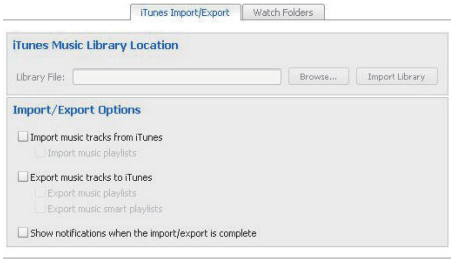 iTunes Import/Export Watch Folders
iTunes Music Library Location
Library File: Browse... Import Library
Import/Export Options
Import music tracks from iTunes
Import music playlists
Export music tracks to iTunes
Export music playlists
Export music smart playlists
Show notifications when the import/export is complete